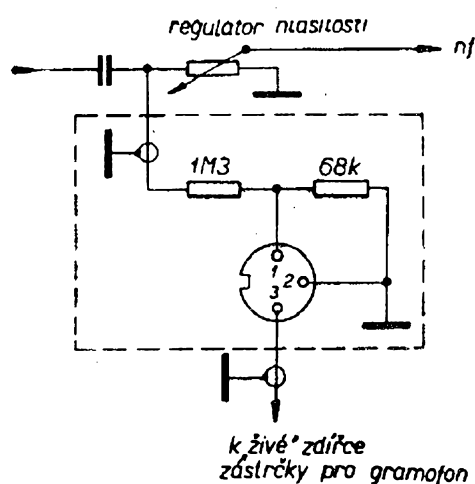 regulator hlasitosti
nf
1M3
68k
1
2
3
k „živé" zdířce
zástrčky pro gramofon